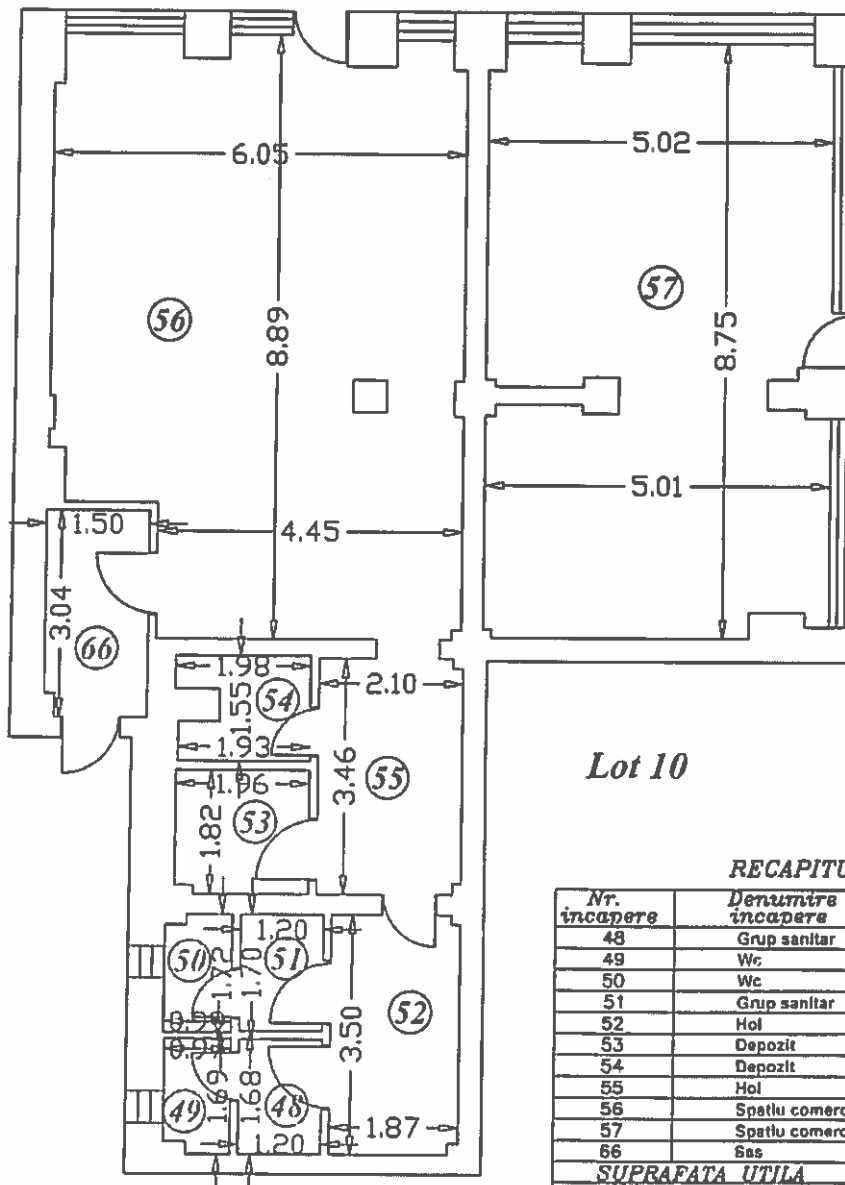 6.05
5.02
56
8.89
57
8.75
5.01
1.50
4.45
3.04
66
1.98
54
1.55
2.10
1.93
3.46
55
1.96
53
1.82
Lot 10
RECAPITU
Nr. incapere Denumire incapere
48 Grup sanitar
49 Wc
50 Wc
51 Grup sanitar
52 Hol
53 Depozit
54 Depozit
55 Hol
56 Spatiu comerc
57 Spatiu comerc
66 Sas
SUPRAFATA UTILA
1.20
50
51
1.72
1.70
52
3.50
1.69
1.68
49
48
1.87
1.20